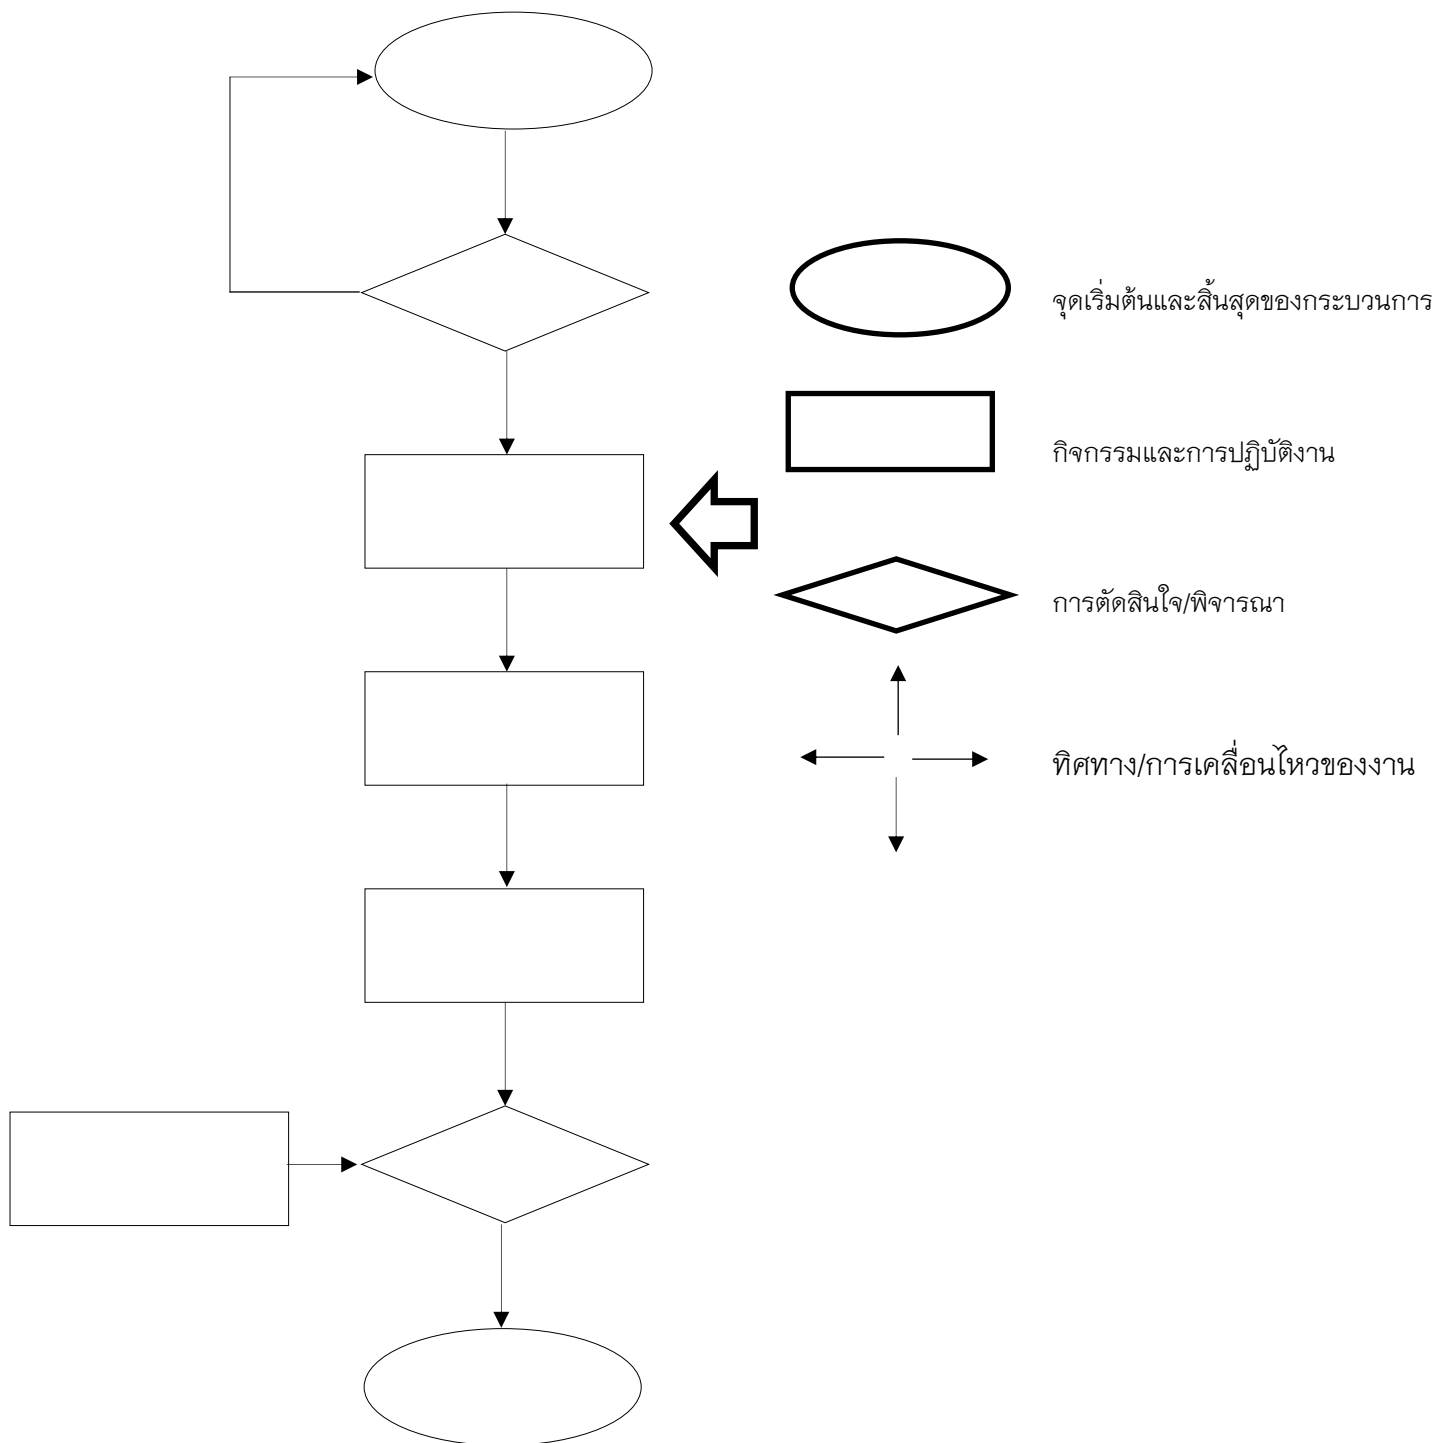 จุดเริ่มต้นและสิ้นสุดของกระบวนการ
กิจกรรมและการปฏิบัติงาน
การตัดสินใจ/พิจารณา
ทิศทาง/การเคลื่อนไหวของงาน